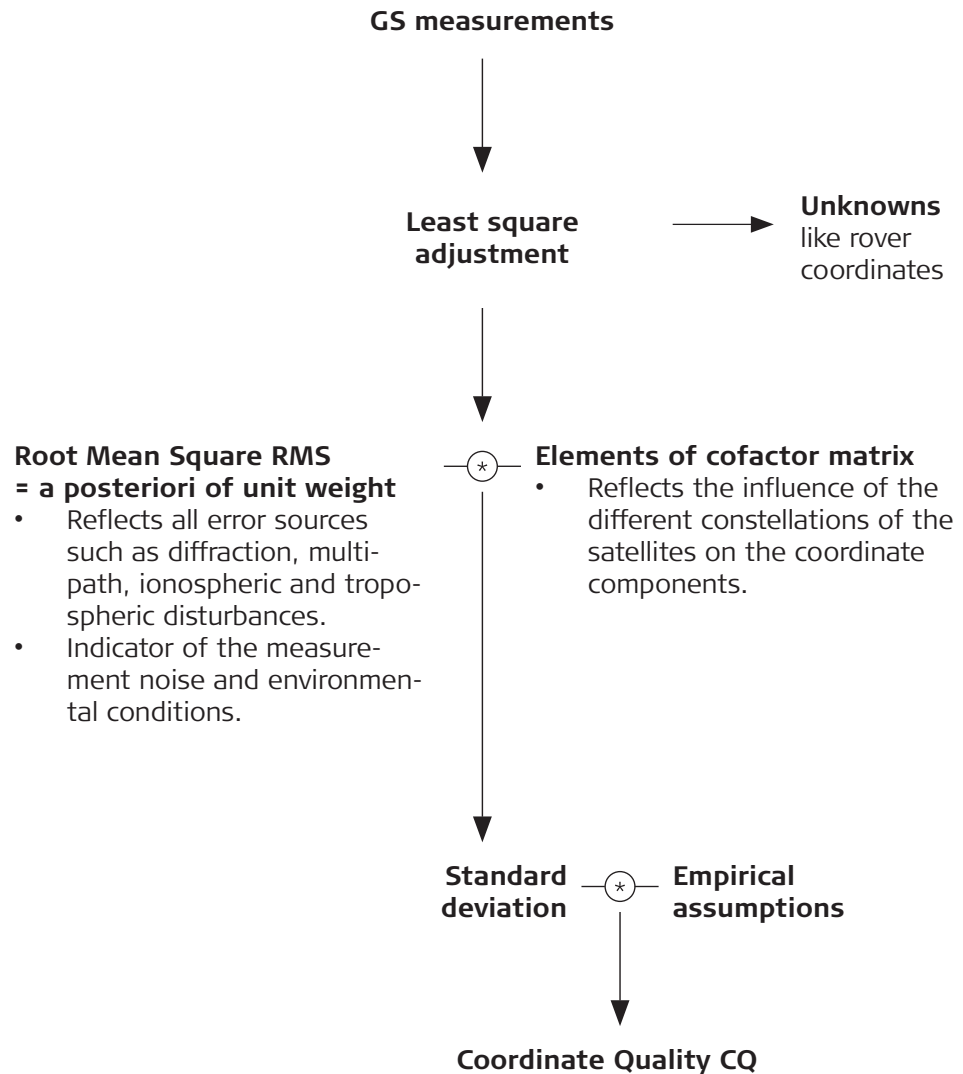 GS measurements
Least square
adjustment
Unknowns
like rover
coordinates
Root Mean Square RMS
= a posteriori of unit weight
• Reflects all error sources
such as diffraction, multi-
path, ionospheric and tropo-
spheric disturbances.
• Indicator of the measure-
ment noise and environmen-
tal conditions.
*
Elements of cofactor matrix
• Reflects the influence of the
different constellations of the
satellites on the coordinate
components.
Standard
deviation
*
Empirical
assumptions
Coordinate Quality CQ